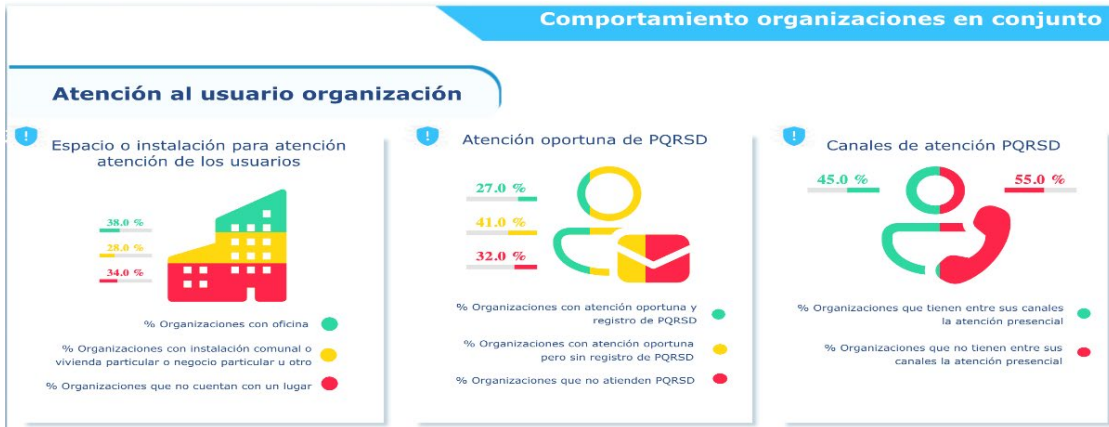 Comportamiento organizaciones en conjunto
Atención al usuario organización
Espacio o instalación para atención
atención de los usuarios
38.0 %
28.0 %
34.0 %
% Organizaciones con oficina
% Organizaciones con instalación comunal o
vivienda particular o negocio particular u otro
% Organizaciones que no cuentan con un lugar
Atención oportuna de PQRSD
27.0 %
41.0 %
32.0 %
% Organizaciones con atención oportuna y
registro de PQRSD
% Organizaciones con atención oportuna
pero sin registro de PQRSD
% Organizaciones que no atienden PQRSD
Canales de atención PQRSD
45.0 %
55.0 %
% Organizaciones que tienen entre sus canales
la atención presencial
% Organizaciones que no tienen entre sus
canales la atención presencial